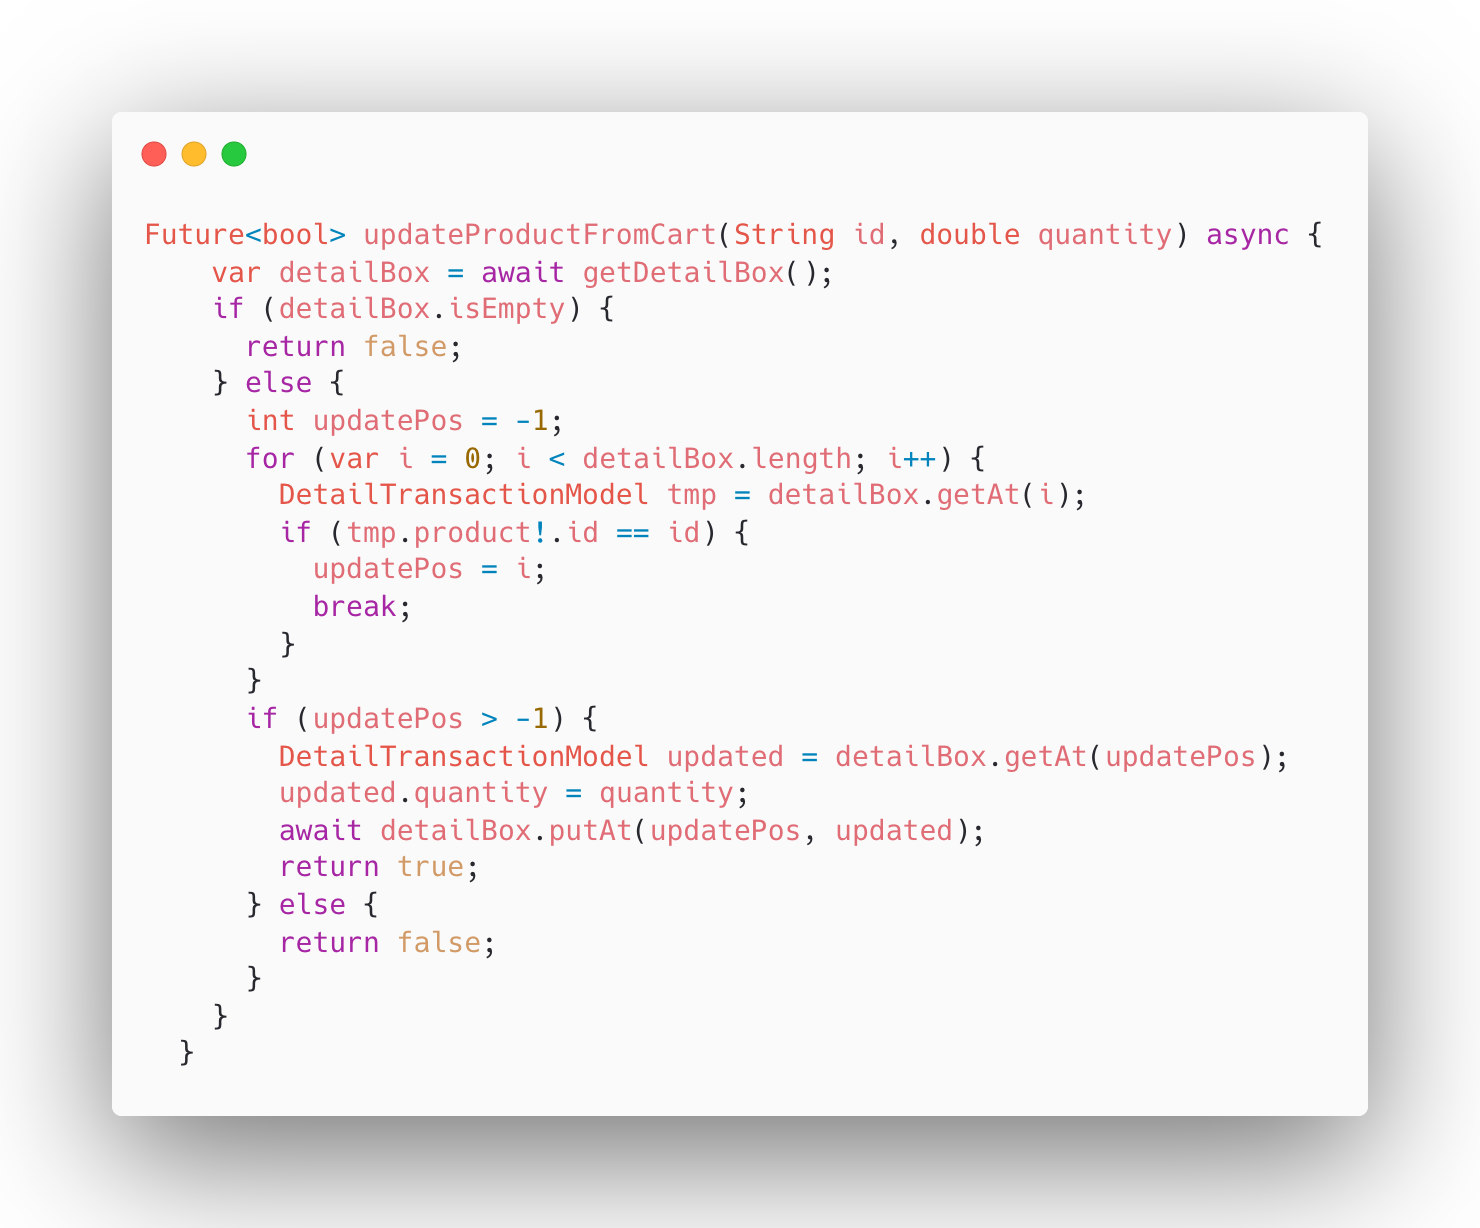 Future<bool> updateProductFromCart(String id, double quantity) async {
    var detailBox = await getDetailBox();
    if (detailBox.isEmpty) {
      return false;
    } else {
      int updatePos = -1;
      for (var i = 0; i < detailBox.length; i++) {
        DetailTransactionModel tmp = detailBox.getAt(i);
        if (tmp.product!.id == id) {
          updatePos = i;
          break;
        }
      }
      if (updatePos > -1) {
        DetailTransactionModel updated = detailBox.getAt(updatePos);
        updated.quantity = quantity;
        await detailBox.putAt(updatePos, updated);
        return true;
      } else {
        return false;
      }
    }
  }